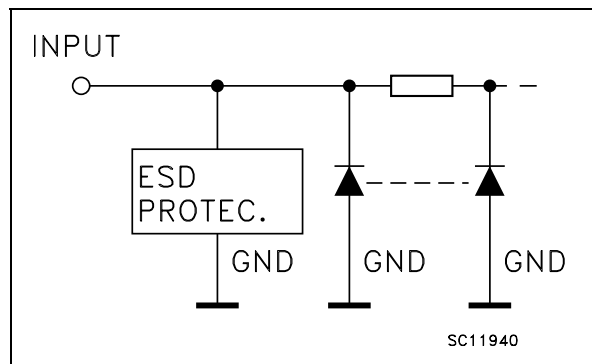 INPUT
ESD
PROTEC.
GND
GND
GND
SC11940